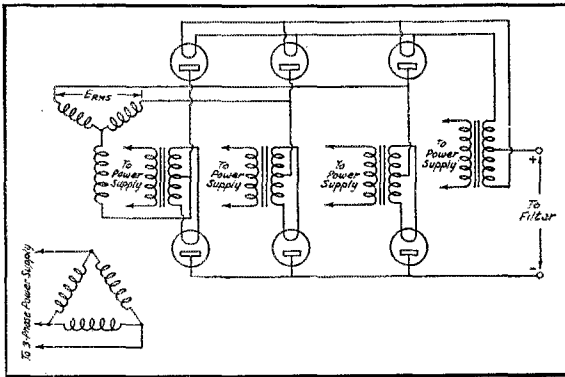 E RMS
To
Power
Supply
To
Power
Supply
To
Power
Supply
To
Power
Supply
+
To
Filter
-
To 3-Phase Power Supply